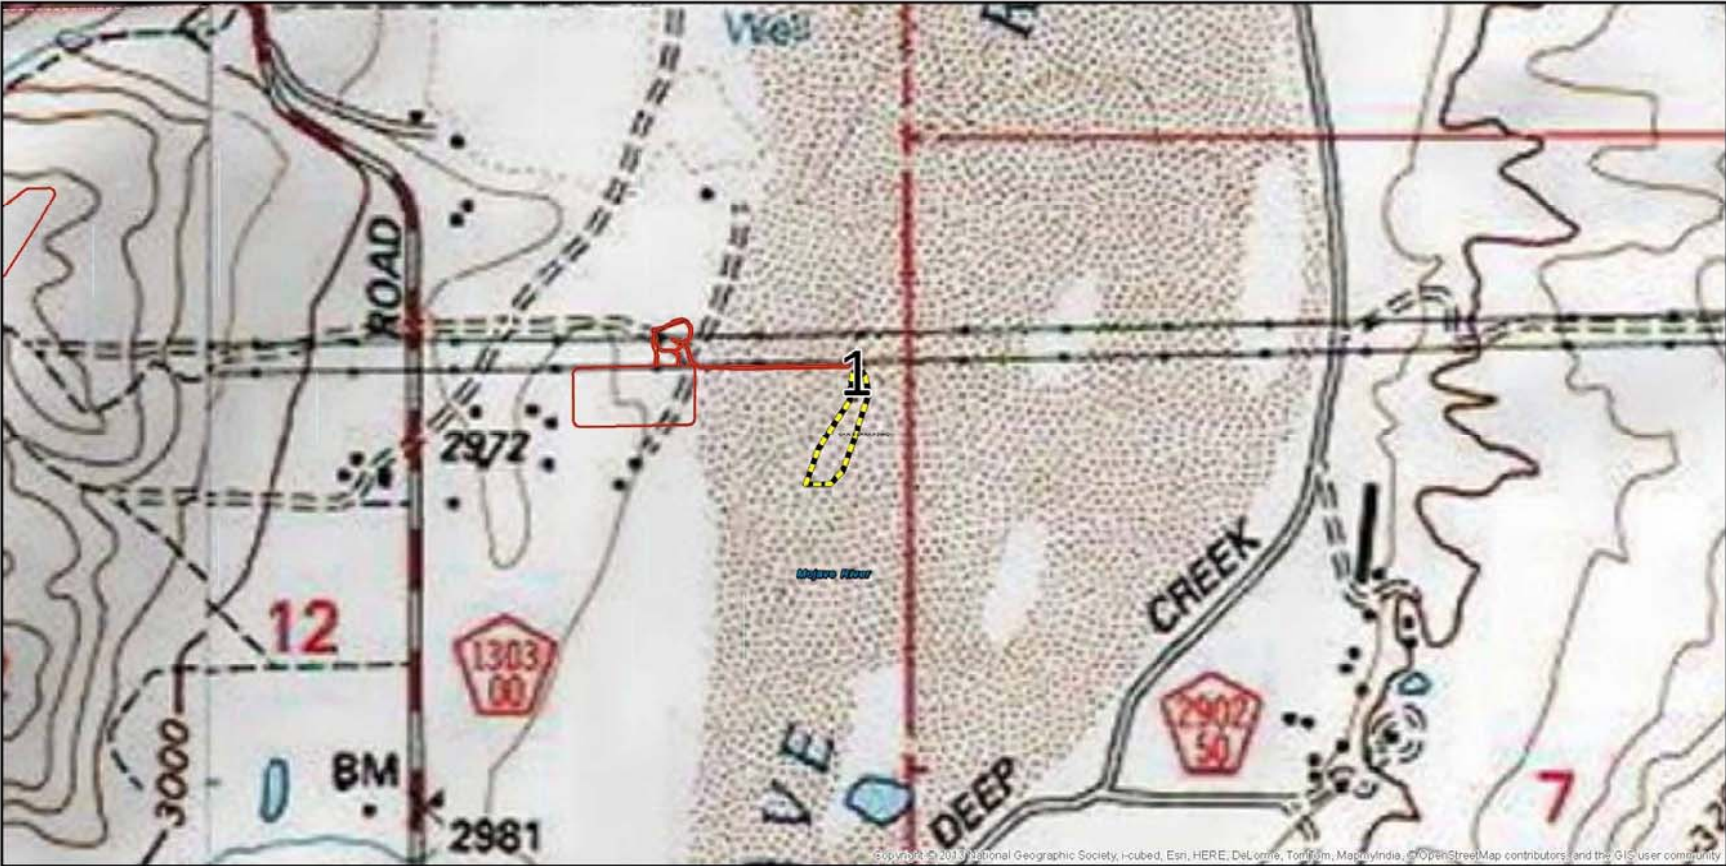 Well
ROAD
1
2972
Mojave River
CREEK
12
1303
00
2902
50
3000
BM
VE
7
DEEP
2981
Copyright:© 2013 National Geographic Society, i-cubed, Esri, HERE, DeLorme, TomTom, MapmyIndia, © OpenStreetMap contributors, and the GIS user community